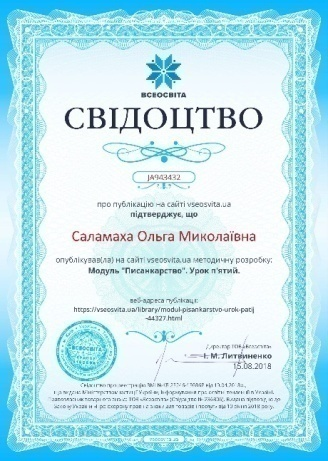 ВСЕОСВІТА
СВІДОЦТВО
JA943432
про публікацію на сайті vseosvita.ua
підтверджує, що
Саламаха Ольга Миколаївна
опублікував(ла) на сайті vseosvita.ua методичну розробку:
Модуль "Писанкарство". Урок п'ятий.
веб-адреса публікації:
https://vseosvita.ua/library/modul-pisankarstvo-urok-patij
-44327.html
Директор ТОВ «Всеосвіта»
І. М. Литвиненко
15.08.2018